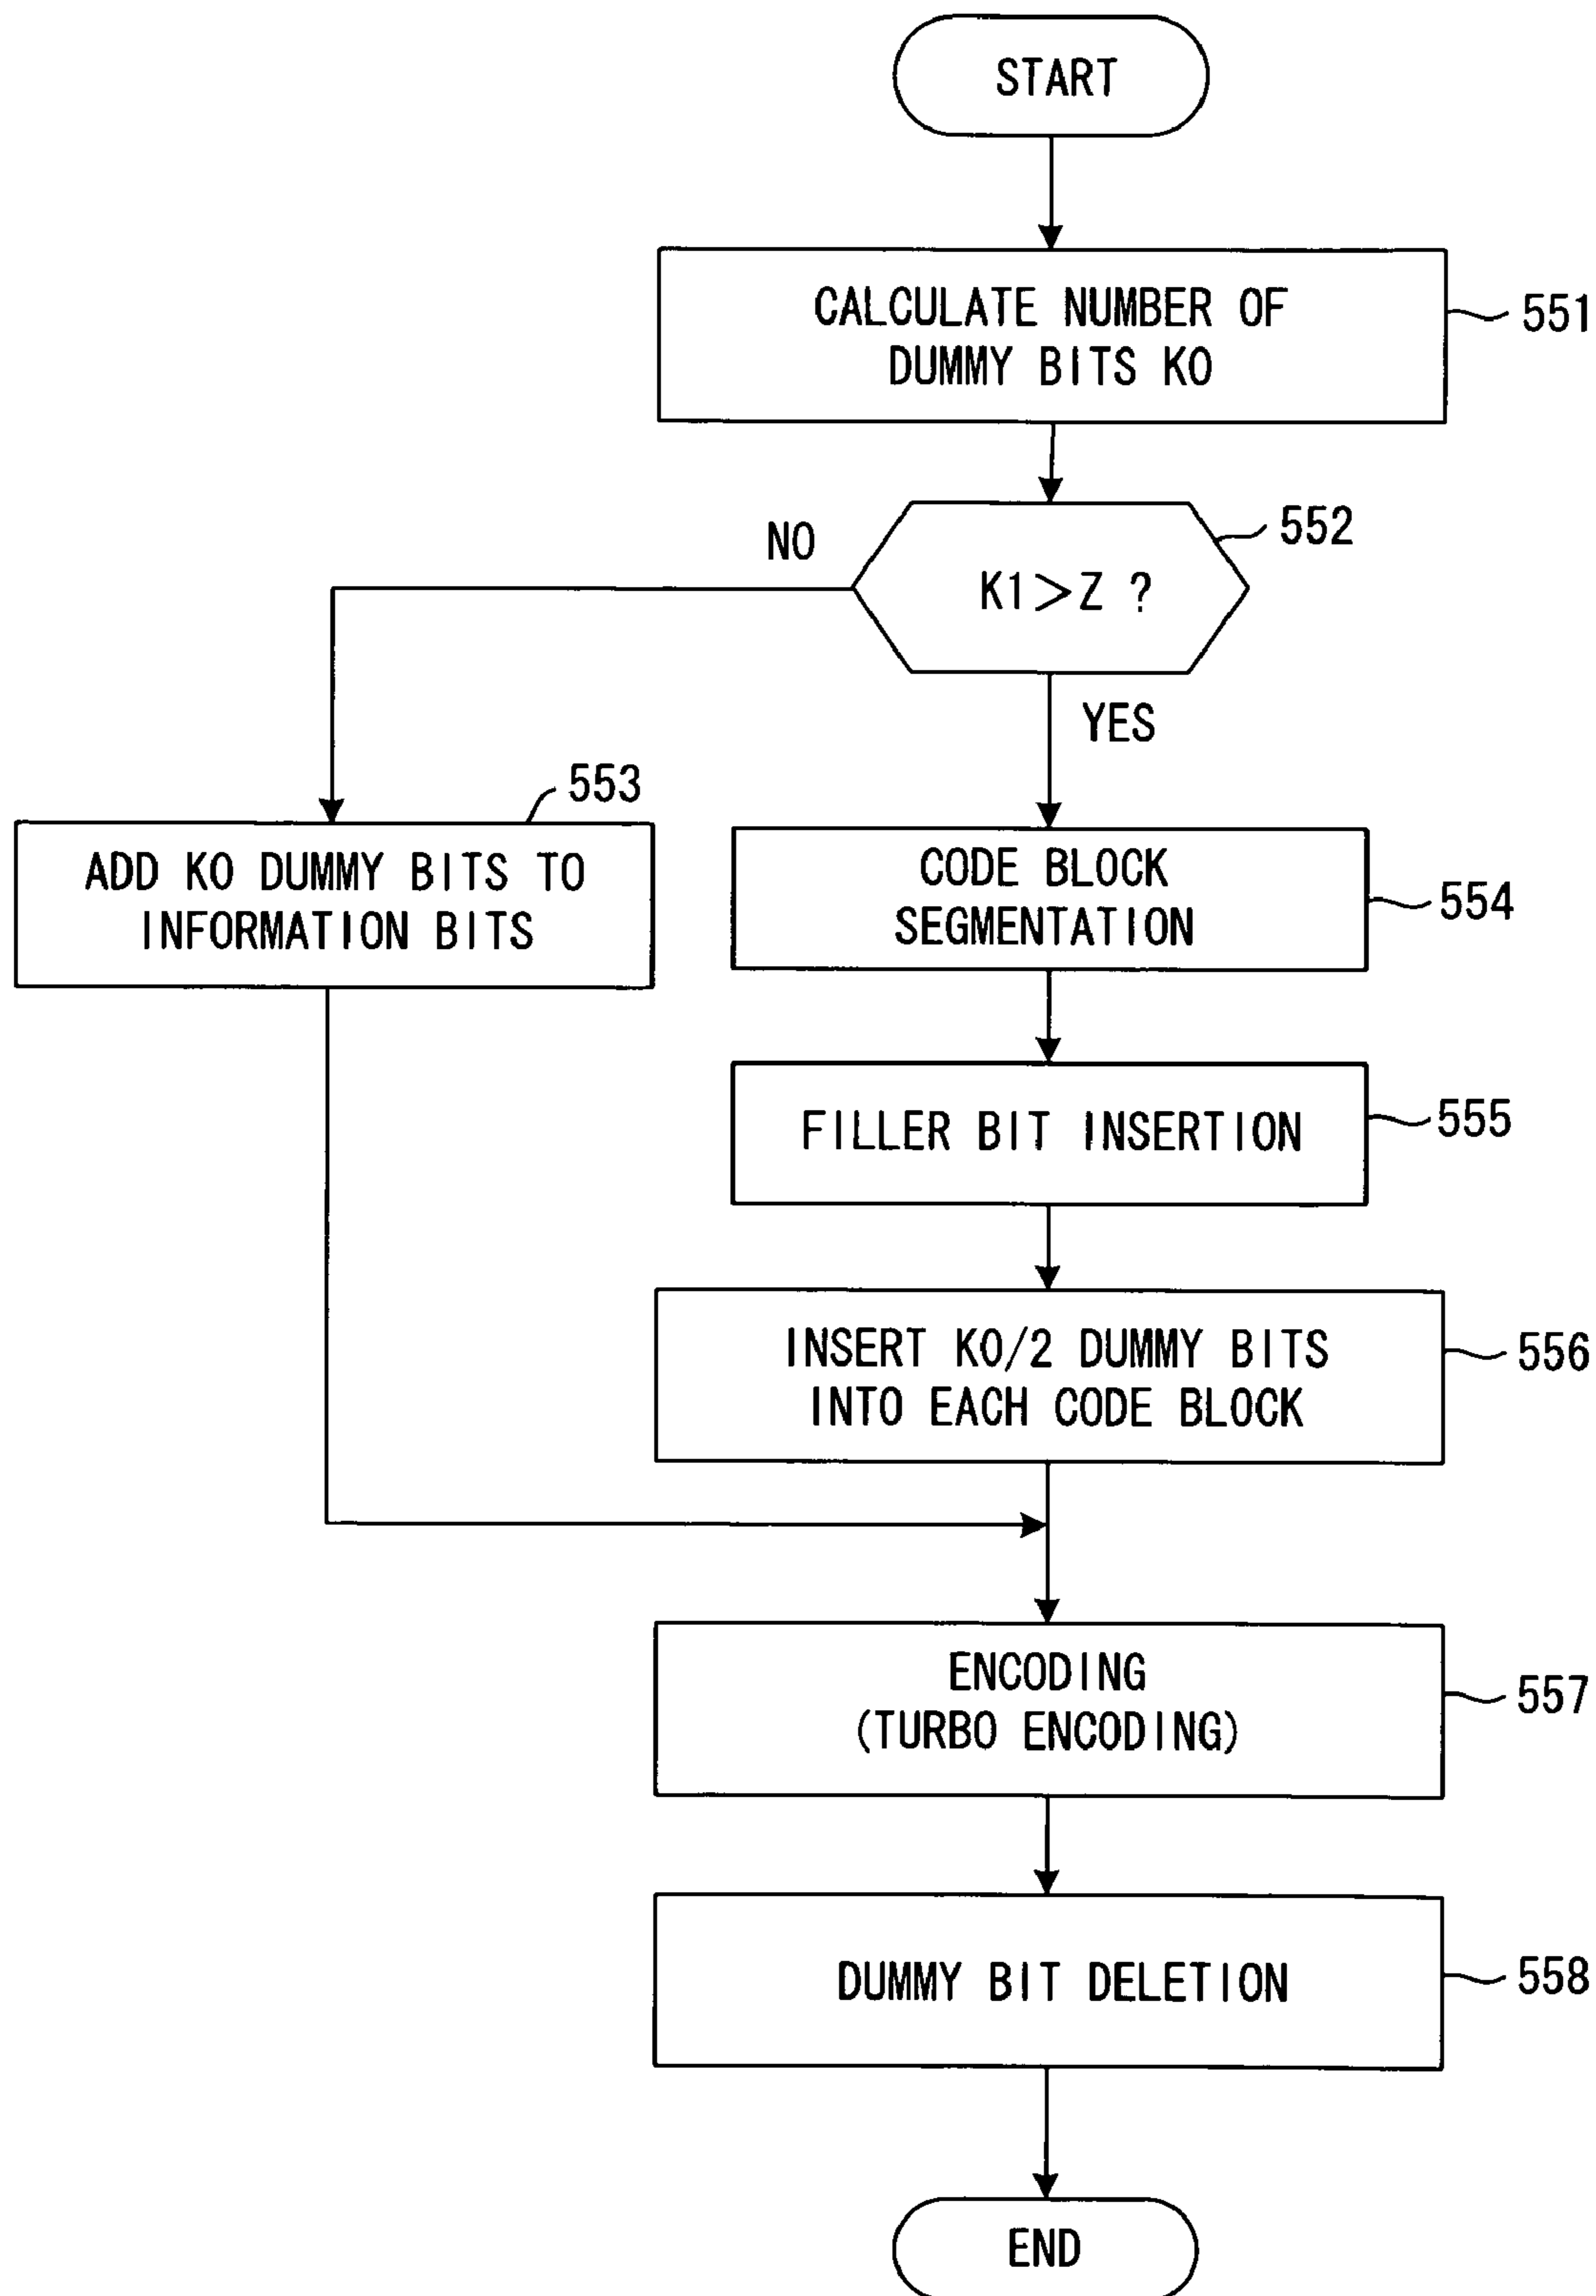 START
CALCULATE NUMBER OF
DUMMY BITS K0
551
552
NO
K1>Z ?
YES
553
ADD K0 DUMMY BITS TO
INFORMATION BITS
CODE BLOCK
SEGMENTATION
554
FILLER BIT INSERTION
555
INSERT K0/2 DUMMY BITS
INTO EACH CODE BLOCK
556
ENCODING
(TURBO ENCODING)
557
DUMMY BIT DELETION
558
END